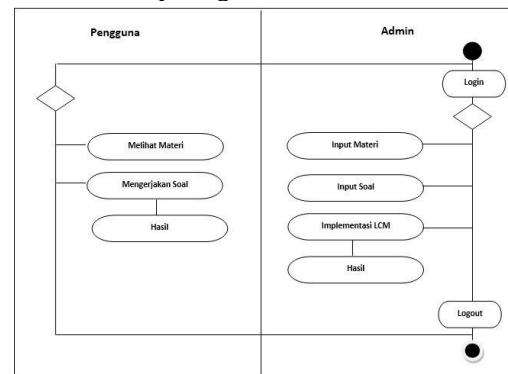 Pengguna
Admin
Login
Melihat Materi
Input Materi
Mengerjakan Soal
Input Soal
Hasil
Implementasi LCM
Hasil
Logout